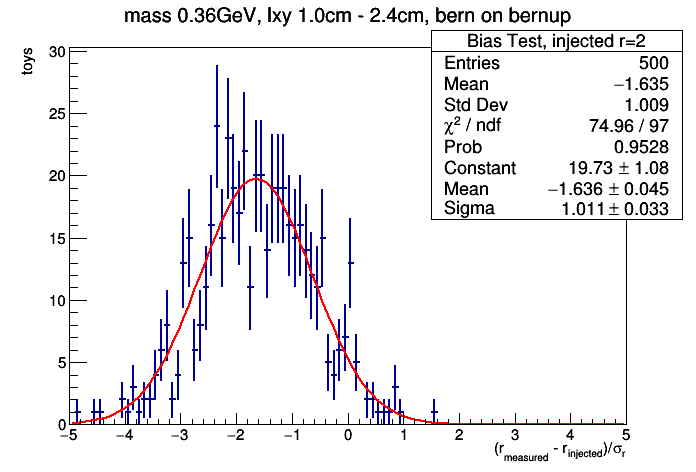 mass 0.36GeV, lxy 1.0cm - 2.4cm, bern on bernup
Bias Test, injected r=2
Entries 500
Mean −1.635
Std Dev 1.009
χ² / ndf 74.96 / 97
Prob 0.9528
Constant 19.73 ± 1.08
Mean −1.636 ± 0.045
Sigma 1.011 ± 0.033
toys
30
25
20
15
10
5
0
−5 −4 −3 −2 −1 0 1 2 3 4 5
(r_measured - r_injected)/σ_r